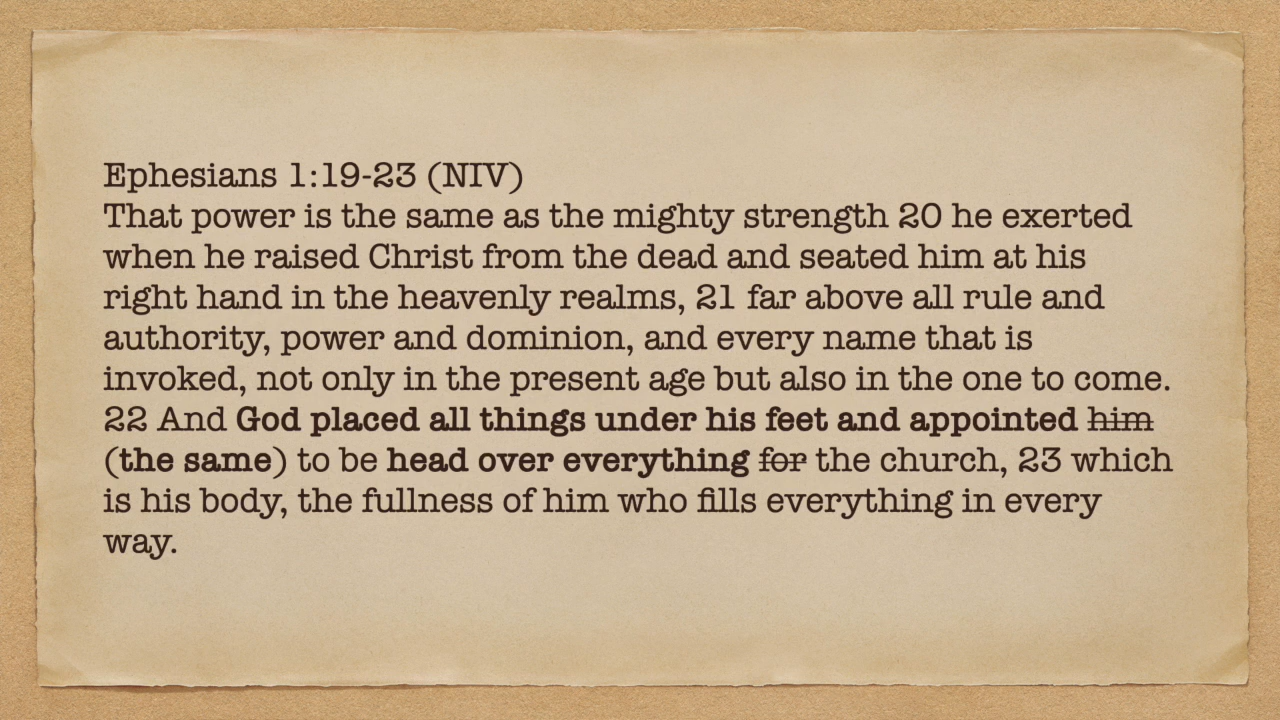 Ephesians 1:19-23 (NIV)
That power is the same as the mighty strength 20 he exerted
when he raised Christ from the dead and seated him at his
right hand in the heavenly realms, 21 far above all rule and
authority, power and dominion, and every name that is
invoked, not only in the present age but also in the one to come.
22 And God placed all things under his feet and appointed him
(the same) to be head over everything for the church, 23 which
is his body, the fullness of him who fills everything in every
way.